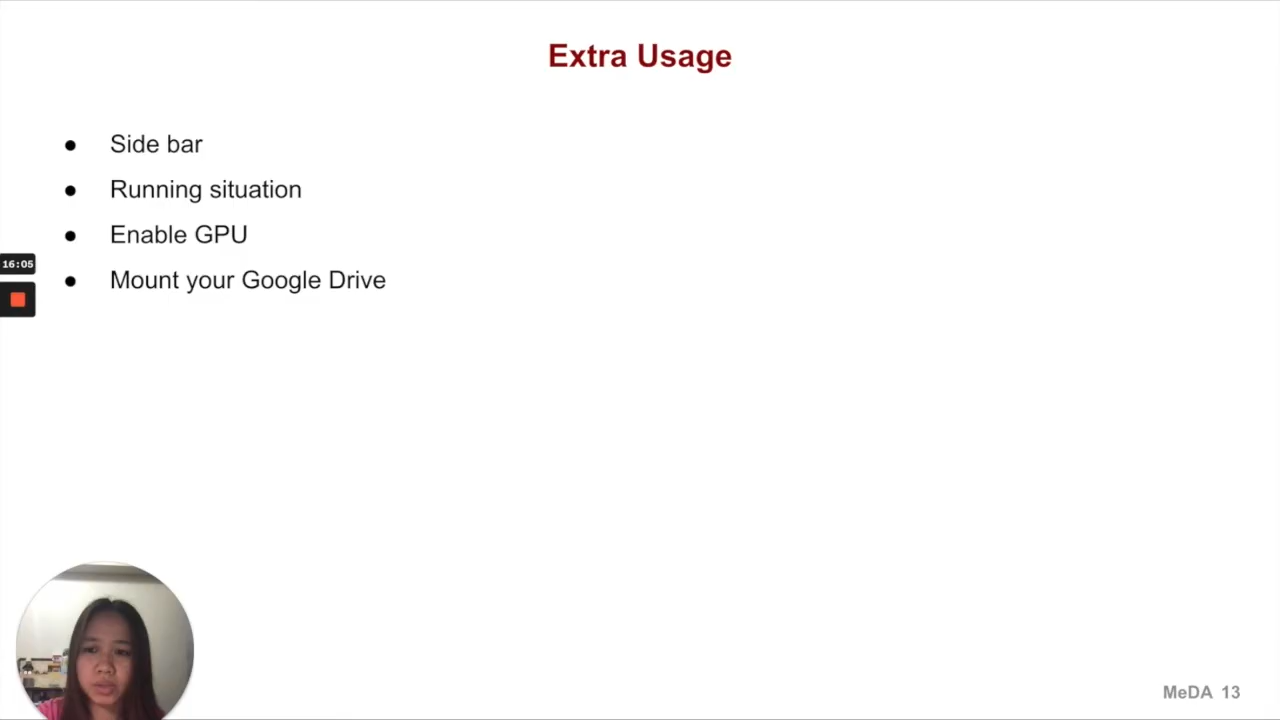 Extra Usage
● Side bar
● Running situation
● Enable GPU
● Mount your Google Drive
16:05
MeDA 13